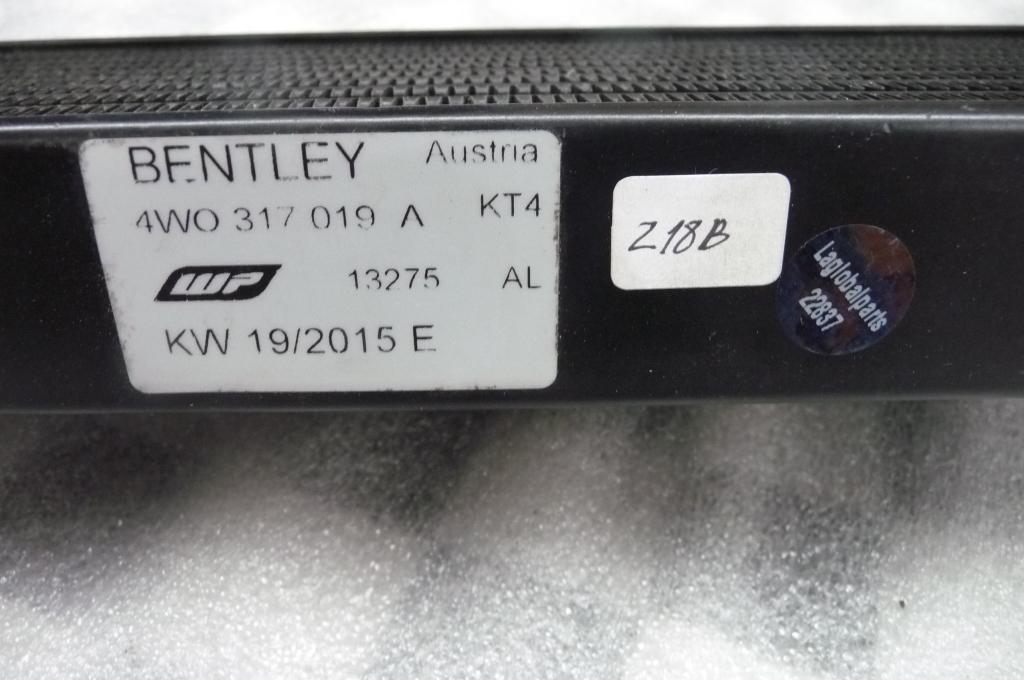 BENTLEY Austria
4W0 317 019 A KT4
WP 13275 AL
KW 19/2015 E
Z18B
Laglobalparts
22837